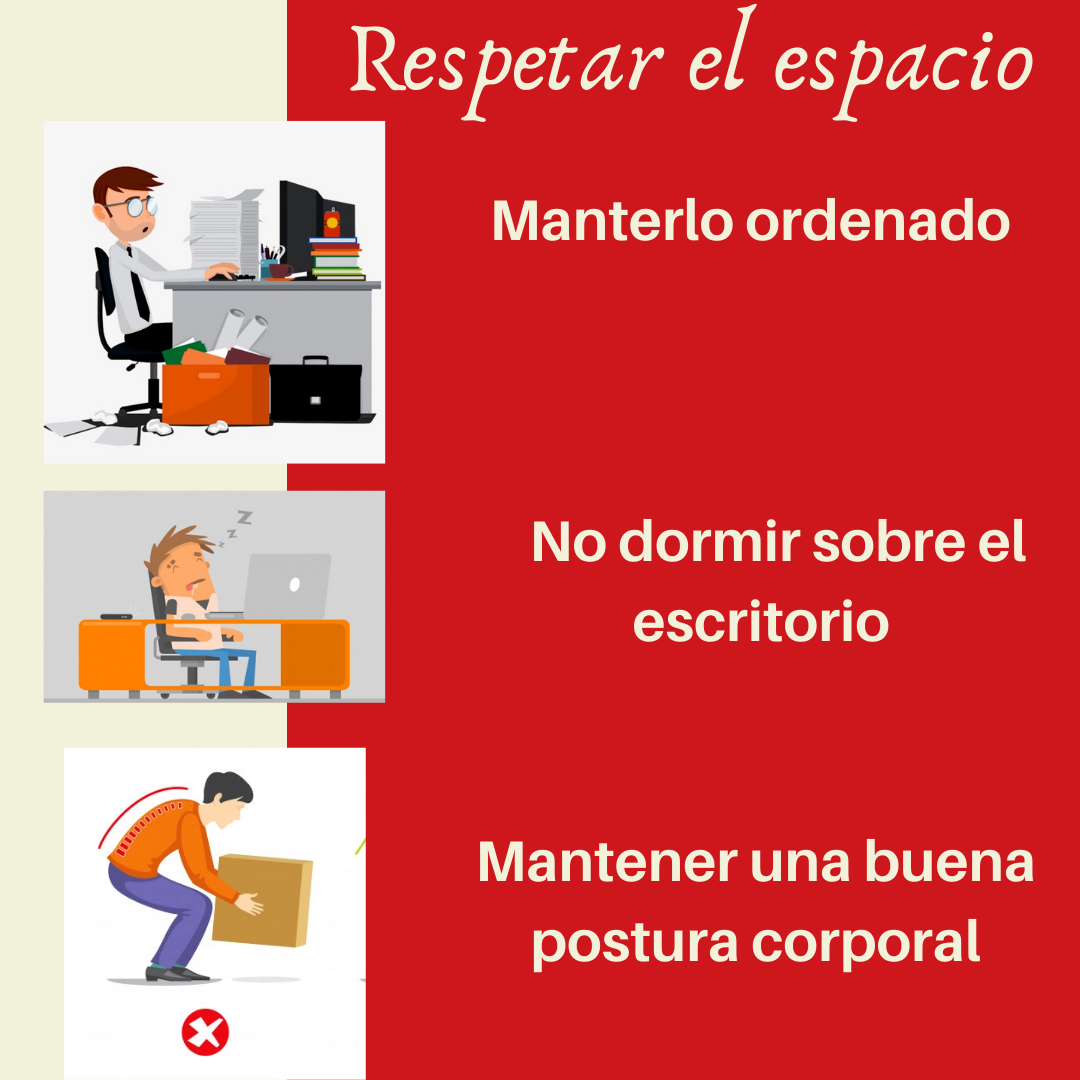 Respetar el espacio
Manterlo ordenado
No dormir sobre el
escritorio
z
z
Z
Mantener una buena
postura corporal